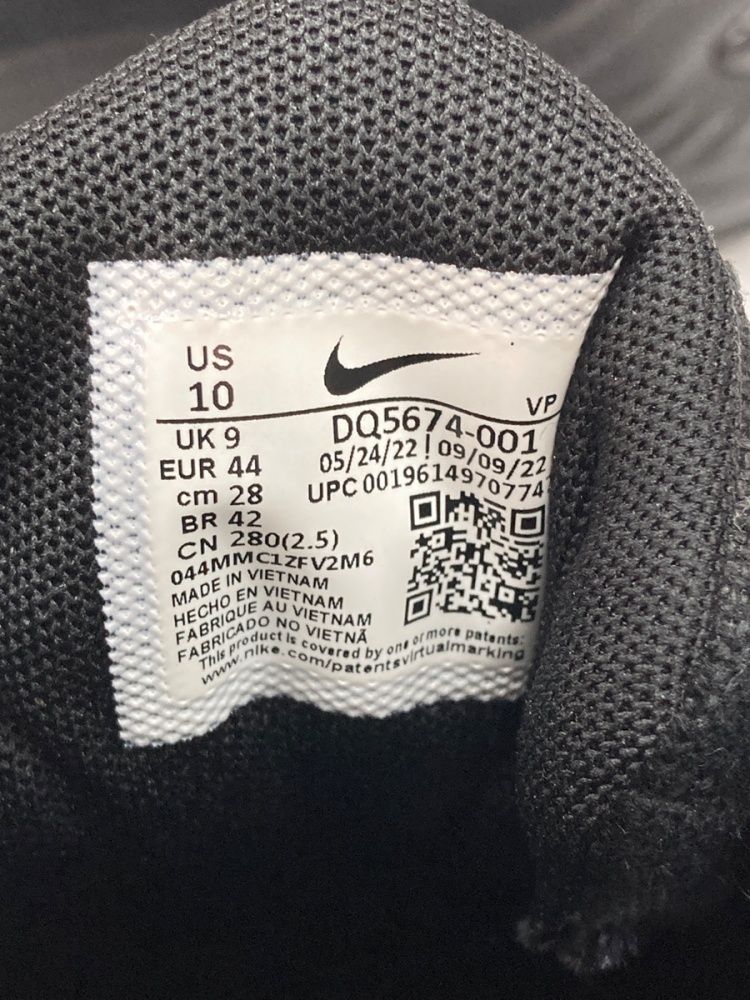 US
10
VP
UK 9
EUR 44
cm 28
BR 42
CN 280(2.5)
DQ5674-001
05/24/22 | 09/09/22
UPC 00196149707742
044MMC1ZFV2M6
MADE IN VIETNAM
HECHO EN VIETNAM
FABRIQUE AU VIETNAM
FABRICADO NO VIETNÃ
This product is covered by one or more patents:
www.nike.com/patentsvirtualmarking